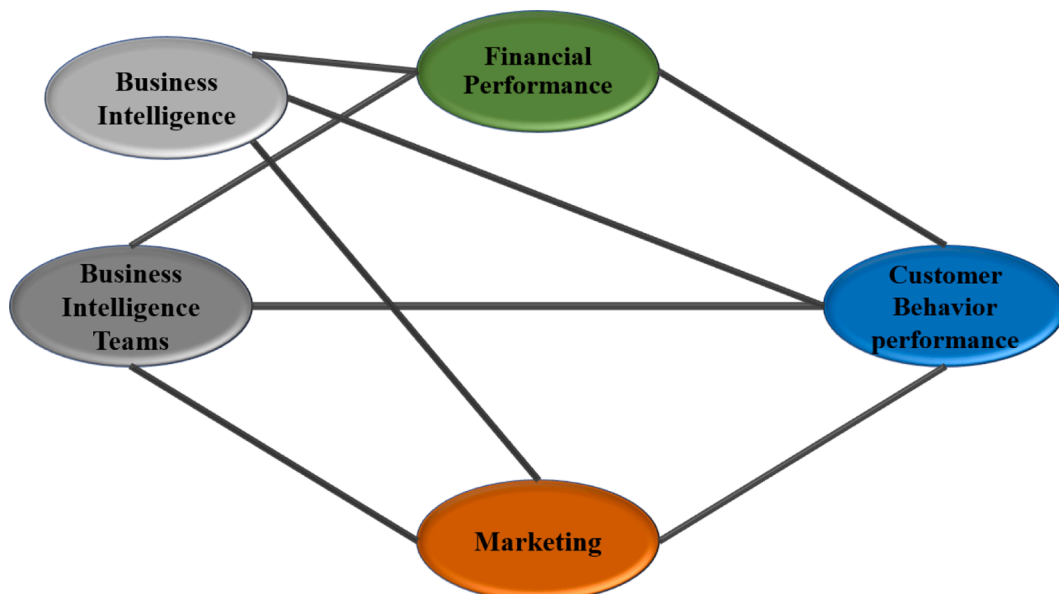 Business
Intelligence
Financial
Performance
Business
Intelligence
Teams
Customer
Behavior
performance
Marketing